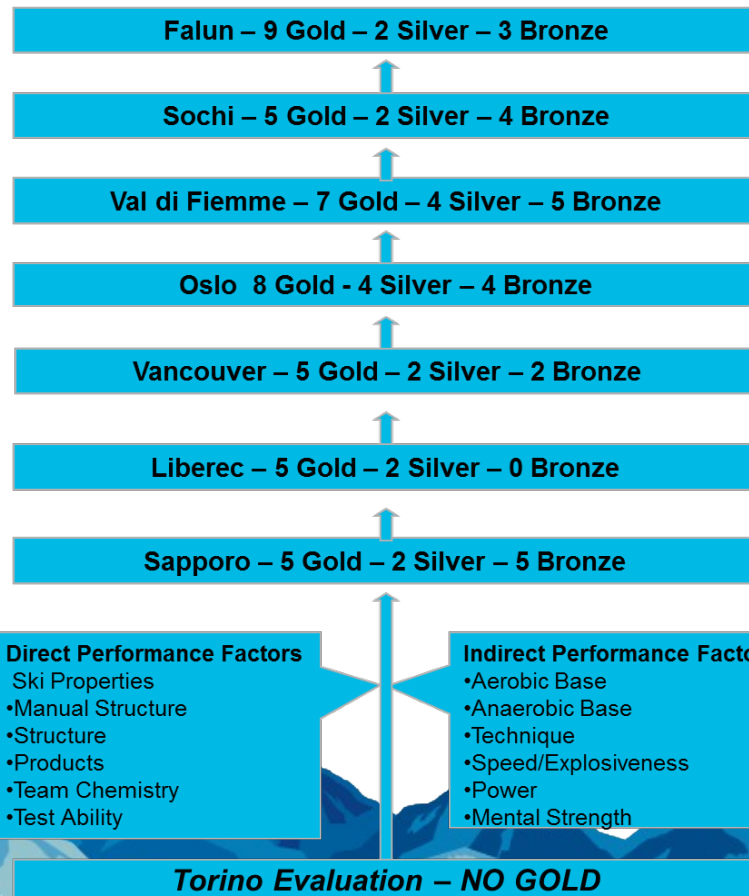 Falun – 9 Gold – 2 Silver – 3 Bronze
Sochi – 5 Gold – 2 Silver – 4 Bronze
Val di Fiemme – 7 Gold – 4 Silver – 5 Bronze
Oslo 8 Gold - 4 Silver – 4 Bronze
Vancouver – 5 Gold – 2 Silver – 2 Bronze
Liberec – 5 Gold – 2 Silver – 0 Bronze
Sapporo – 5 Gold – 2 Silver – 5 Bronze
Direct Performance Factors
Ski Properties
•Manual Structure
•Structure
•Products
•Team Chemistry
•Test Ability
Indirect Performance Facto
•Aerobic Base
•Anaerobic Base
•Technique
•Speed/Explosiveness
•Power
•Mental Strength
Torino Evaluation – NO GOLD